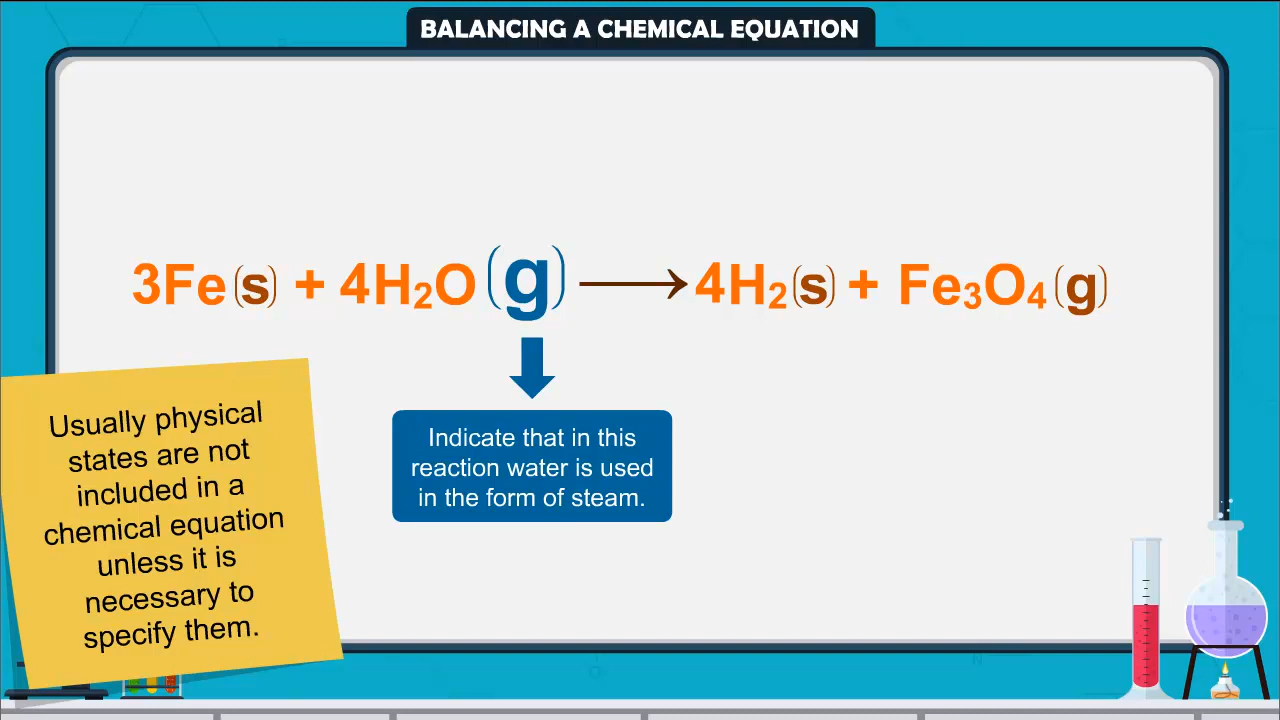 BALANCING A CHEMICAL EQUATION
3Fe(s) + 4H₂O(g) ⟶ 4H₂(s) + Fe₃O₄(g)
Indicate that in this
reaction water is used
in the form of steam.
Usually physical
states are not
included in a
chemical equation
unless it is
necessary to
specify them.